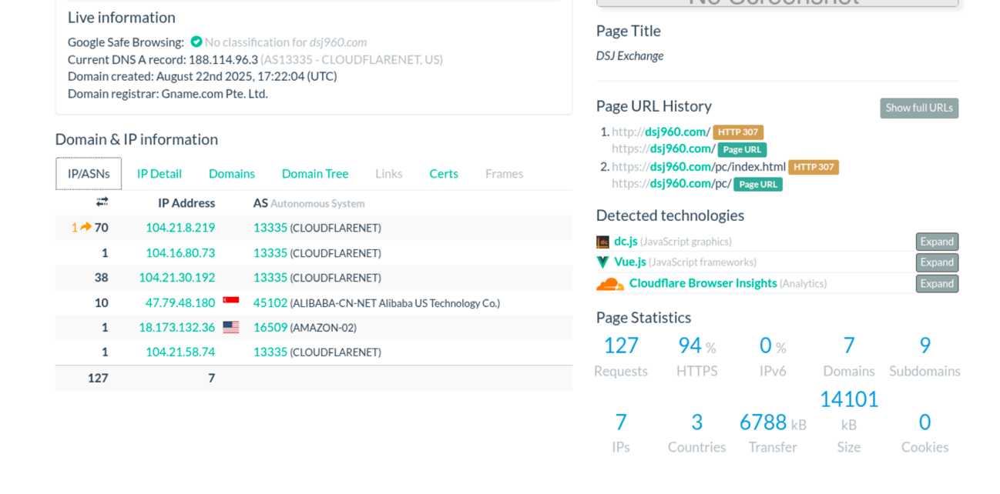 Live information
Google Safe Browsing: No classification for dsj960.com
Current DNS A record: 188.114.96.3 (AS13335 - CLOUDFLARENET, US)
Domain created: August 22nd 2025, 17:22:04 (UTC)
Domain registrar: Gname.com Pte. Ltd.
Domain & IP information
IP/ASNs IP Detail Domains Domain Tree Links Certs Frames
IP Address AS Autonomous System
1 70 104.21.8.219 13335 (CLOUDFLARENET)
1 104.16.80.73 13335 (CLOUDFLARENET)
38 104.21.30.192 13335 (CLOUDFLARENET)
10 47.79.48.180 45102 (ALIBABA-CN-NET Alibaba US Technology Co.)
1 18.173.132.36 16509 (AMAZON-02)
1 104.21.58.74 13335 (CLOUDFLARENET)
127 7
No Screenshot
Page Title
DSJ Exchange
Page URL History Show full URLs
1. http://dsj960.com/ HTTP 307
https://dsj960.com/ Page URL
2. https://dsj960.com/pc/index.html HTTP 307
https://dsj960.com/pc/ Page URL
Detected technologies
dc dc.js (JavaScript graphics) Expand
Vue.js (JavaScript frameworks) Expand
Cloudflare Browser Insights (Analytics) Expand
Page Statistics
127 94 % 0 % 7 9
Requests HTTPS IPv6 Domains Subdomains
7 3 6788 kB 14101 kB 0
IPs Countries Transfer Size Cookies